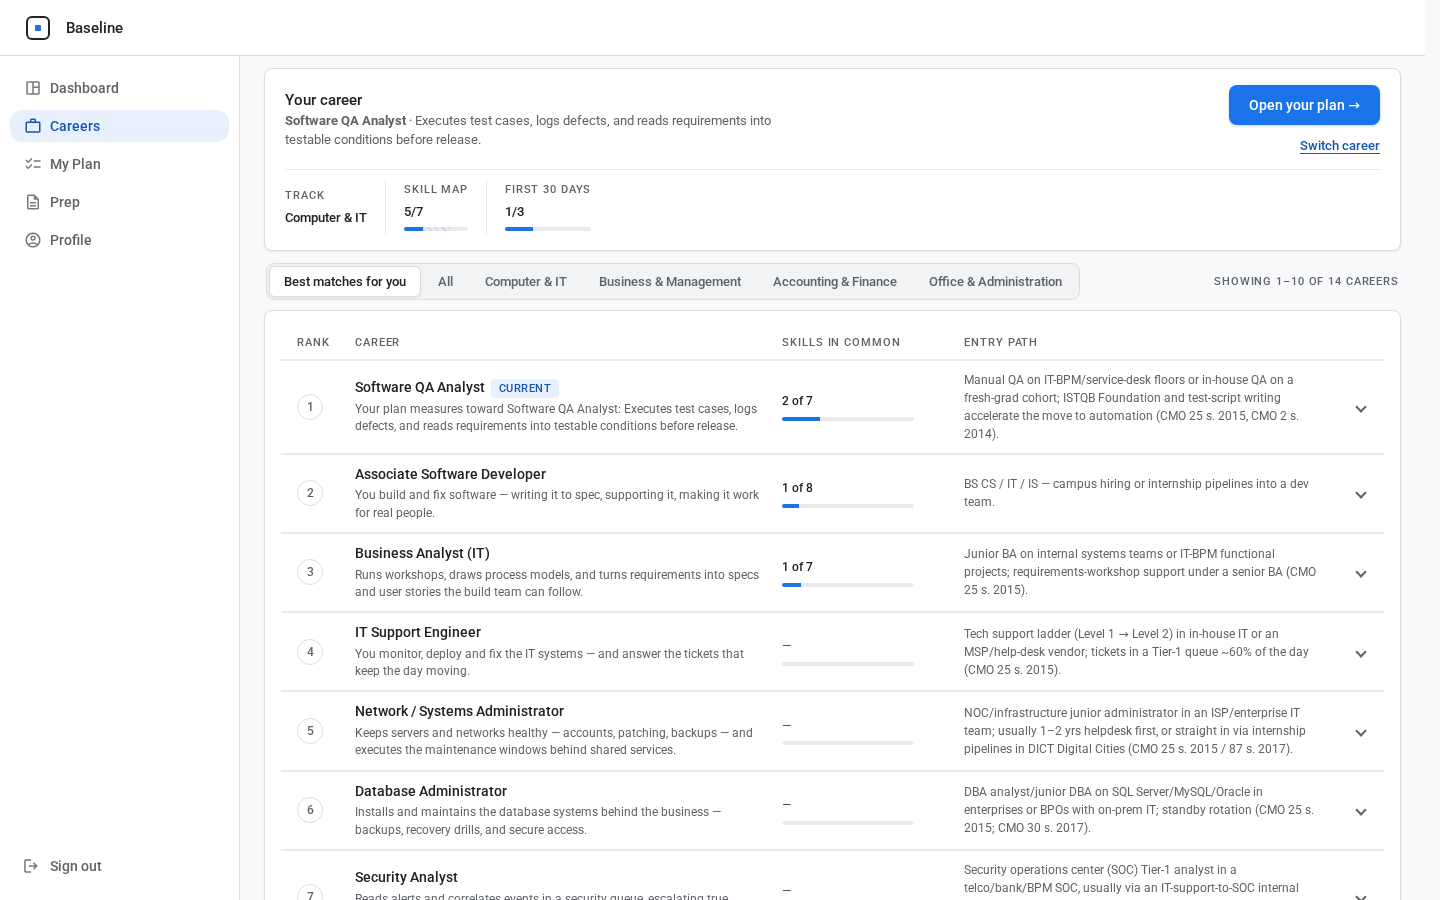 Baseline
Dashboard
Careers
My Plan
Prep
Profile
Sign out
Your career
Software QA Analyst · Executes test cases, logs defects, and reads requirements into
testable conditions before release.
Open your plan →
Switch career
TRACK
Computer & IT
SKILL MAP
5/7
FIRST 30 DAYS
1/3
Best matches for you
All
Computer & IT
Business & Management
Accounting & Finance
Office & Administration
SHOWING 1–10 OF 14 CAREERS
RANK
CAREER
SKILLS IN COMMON
ENTRY PATH
1
Software QA Analyst CURRENT
Your plan measures toward Software QA Analyst: Executes test cases, logs
defects, and reads requirements into testable conditions before release.
2 of 7
Manual QA on IT-BPM/service-desk floors or in-house QA on a
fresh-grad cohort; ISTQB Foundation and test-script writing
accelerate the move to automation (CMO 25 s. 2015, CMO 2 s.
2014).
2
Associate Software Developer
You build and fix software — writing it to spec, supporting it, making it work
for real people.
1 of 8
BS CS / IT / IS — campus hiring or internship pipelines into a dev
team.
3
Business Analyst (IT)
Runs workshops, draws process models, and turns requirements into specs
and user stories the build team can follow.
1 of 7
Junior BA on internal systems teams or IT-BPM functional
projects; requirements-workshop support under a senior BA (CMO
25 s. 2015).
4
IT Support Engineer
You monitor, deploy and fix the IT systems — and answer the tickets that
keep the day moving.
—
Tech support ladder (Level 1 → Level 2) in in-house IT or an
MSP/help-desk vendor; tickets in a Tier-1 queue ~60% of the day
(CMO 25 s. 2015).
5
Network / Systems Administrator
Keeps servers and networks healthy — accounts, patching, backups — and
executes the maintenance windows behind shared services.
—
NOC/infrastructure junior administrator in an ISP/enterprise IT
team; usually 1–2 yrs helpdesk first, or straight in via internship
pipelines in DICT Digital Cities (CMO 25 s. 2015 / 87 s. 2017).
6
Database Administrator
Installs and maintains the database systems behind the business —
backups, recovery drills, and secure access.
—
DBA analyst/junior DBA on SQL Server/MySQL/Oracle in
enterprises or BPOs with on-prem IT; standby rotation (CMO 25 s.
2015; CMO 30 s. 2017).
7
Security Analyst
Reads alerts and correlates events in a security queue, escalating true
—
Security operations center (SOC) Tier-1 analyst in a
telco/bank/BPM SOC, usually via an IT-support-to-SOC internal